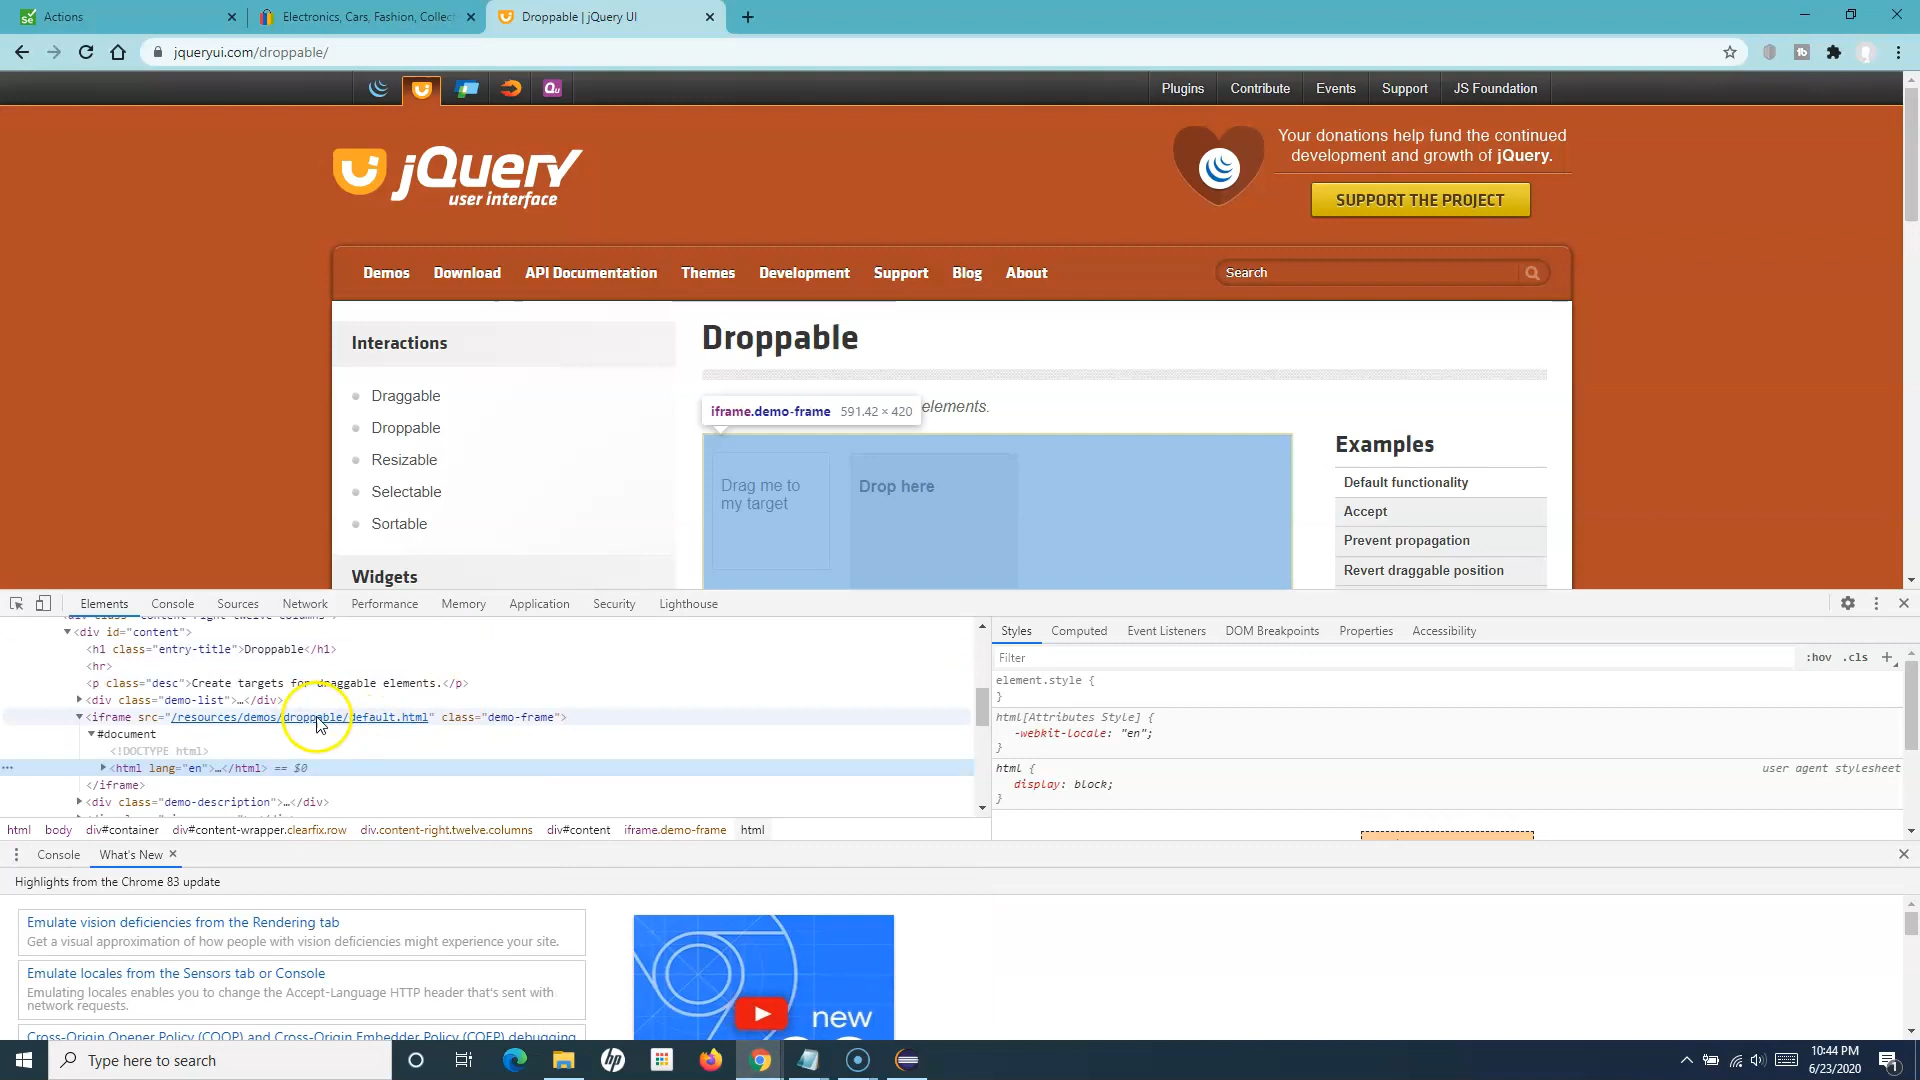 Actions
Electronics, Cars, Fashion, Collect
Droppable | jQuery UI
jqueryui.com/droppable/
Plugins
Contribute
Events
Support
JS Foundation
jQuery
user interface
Your donations help fund the continued
development and growth of jQuery.
SUPPORT THE PROJECT
Demos
Download
API Documentation
Themes
Development
Support
Blog
About
Search
Interactions
Draggable
Droppable
Resizable
Selectable
Sortable
Widgets
Droppable
iframe.demo-frame 591.42 × 420
elements.
Drag me to
my target
Drop here
Examples
Default functionality
Accept
Prevent propagation
Revert draggable position
Elements
Console
Sources
Network
Performance
Memory
Application
Security
Lighthouse
<div class="content-right twelve columns">
<div id="content">
<h1 class="entry-title">Droppable</h1>
<hr>
<p class="desc">Create targets for draggable elements.</p>
<div class="demo-list">…</div>
<iframe src="/resources/demos/droppable/default.html" class="demo-frame">
#document
<!DOCTYPE html>
<html lang="en">…</html> == $0
</iframe>
<div class="demo-description">…</div>
html body div#container div#content-wrapper.clearfix.row div.content-right.twelve.columns div#content iframe.demo-frame html
Styles
Computed
Event Listeners
DOM Breakpoints
Properties
Accessibility
Filter
:hov .cls +
element.style {
}
html[Attributes Style] {
-webkit-locale: "en";
}
html {
user agent stylesheet
display: block;
}
Console
What's New
Highlights from the Chrome 83 update
Emulate vision deficiencies from the Rendering tab
Get a visual approximation of how people with vision deficiencies might experience your site.
Emulate locales from the Sensors tab or Console
Emulating locales enables you to change the Accept-Language HTTP header that's sent with
network requests.
Cross-Origin Opener Policy (COOP) and Cross-Origin Embedder Policy (COEP) debugging
new
Type here to search
10:44 PM
6/23/2020